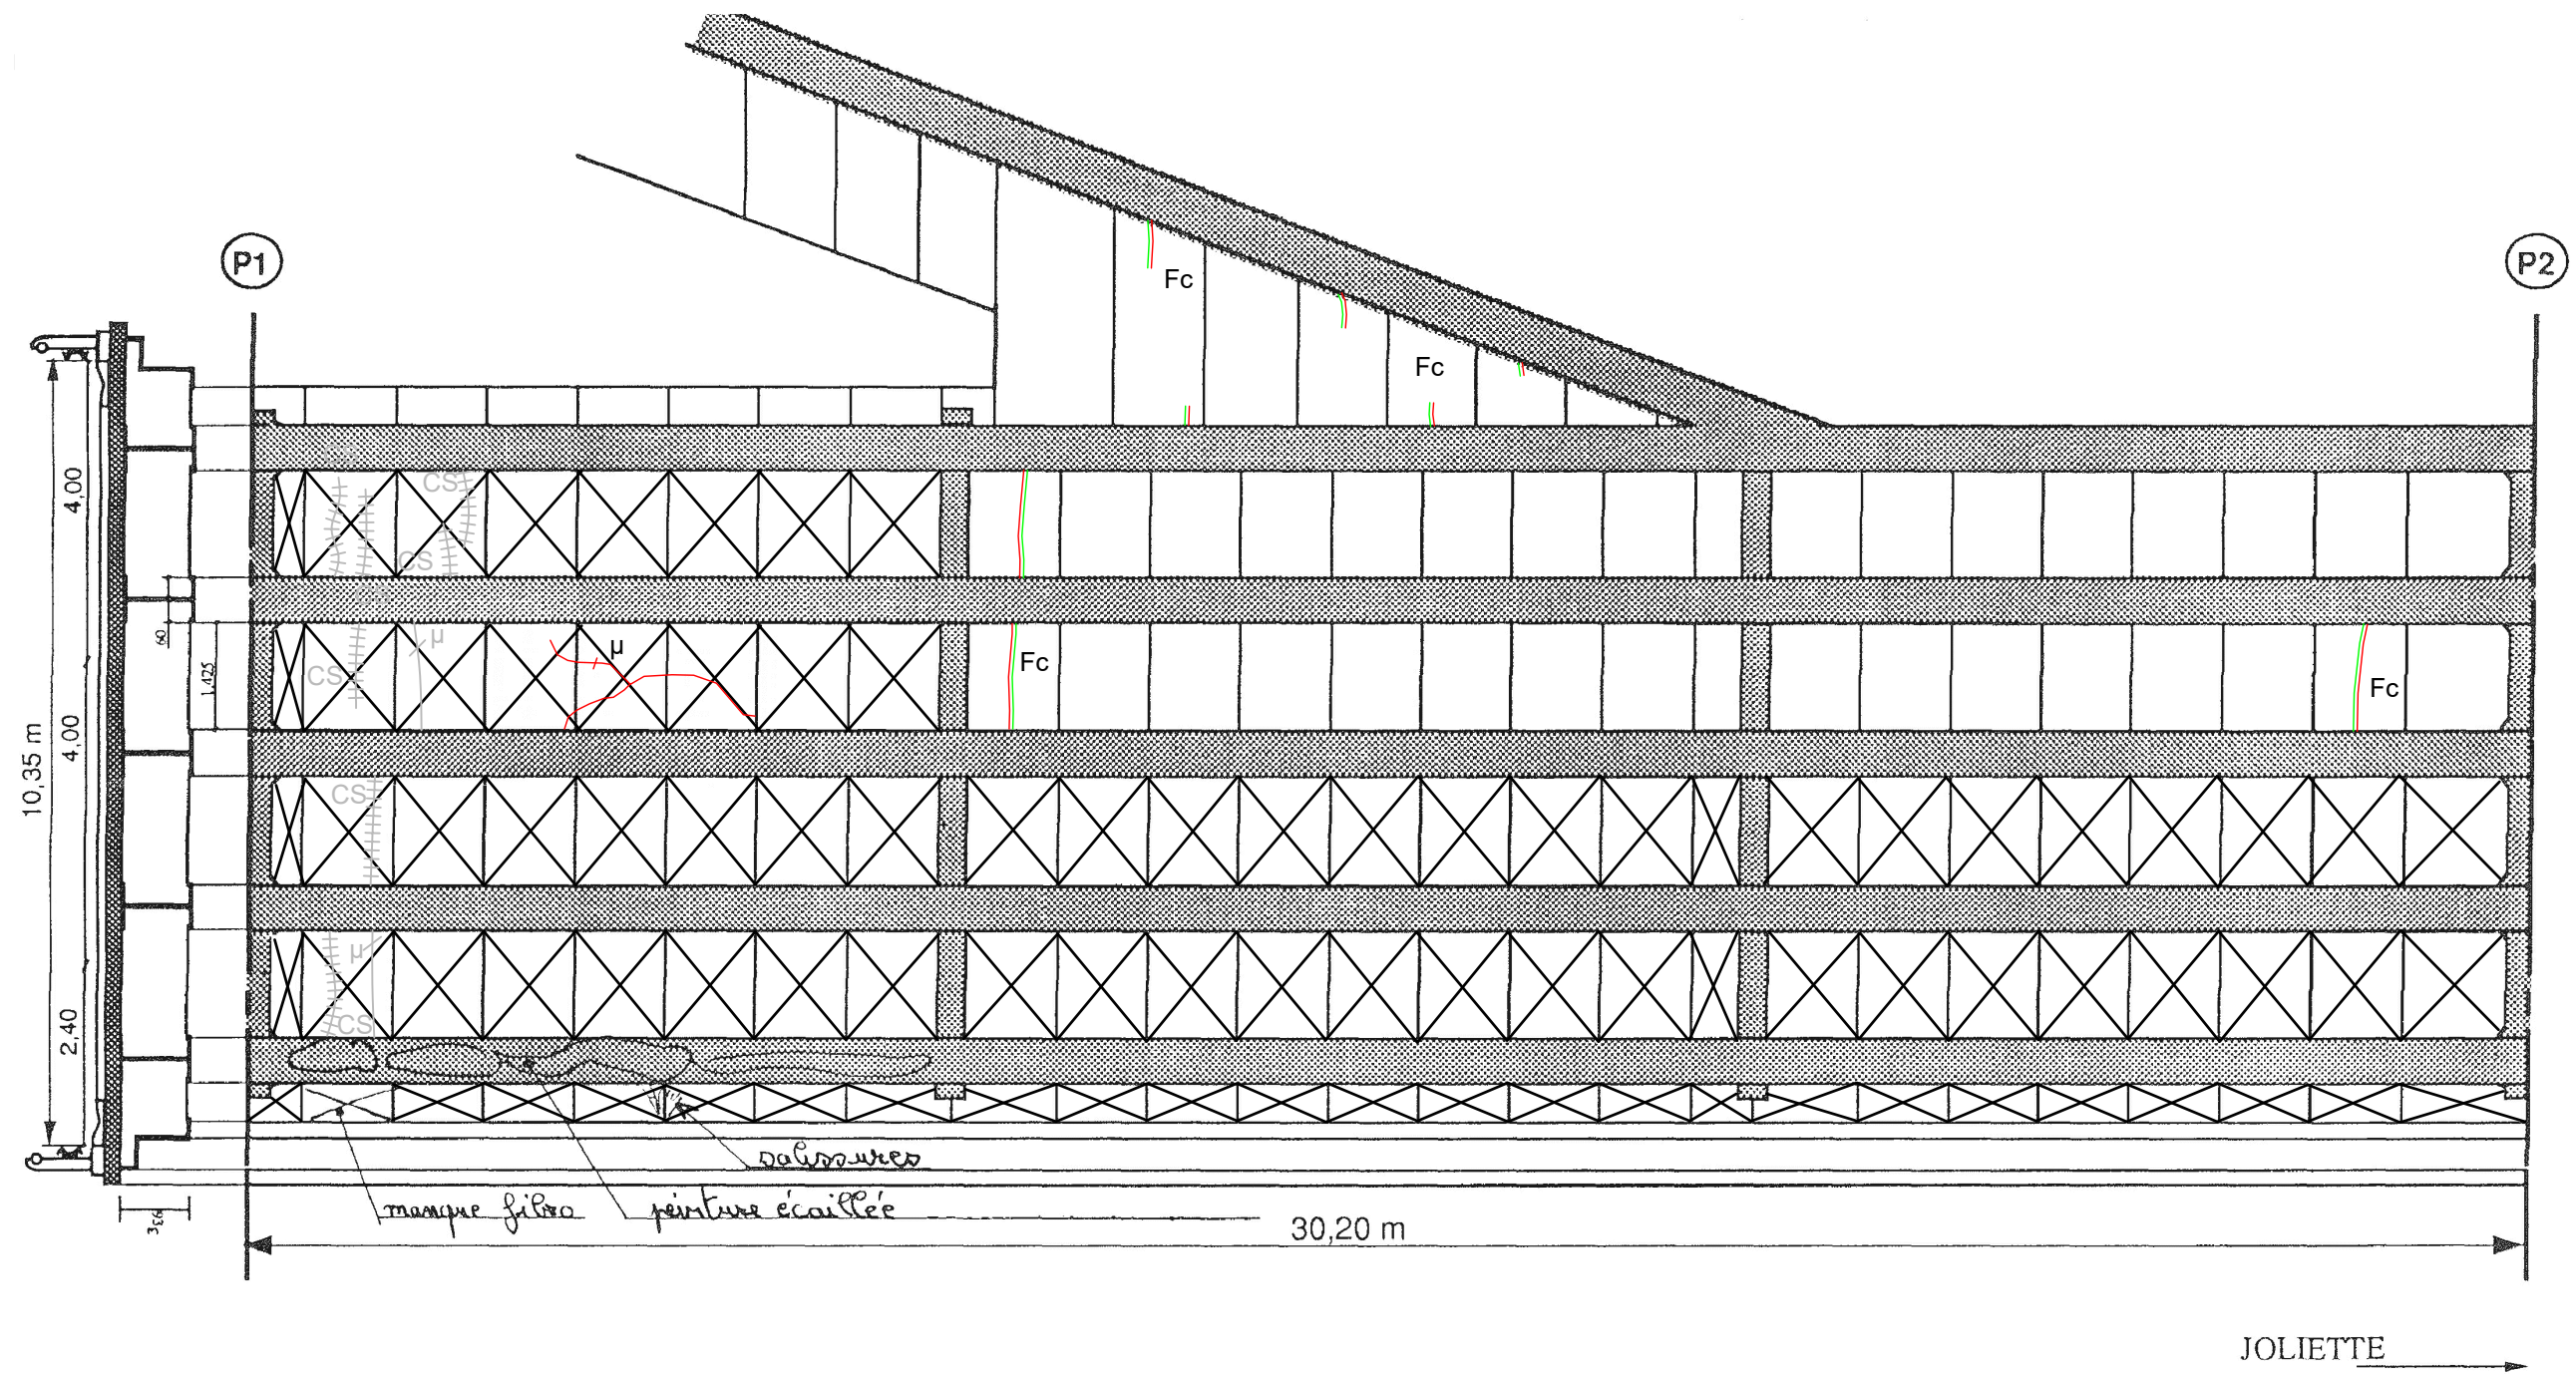 P1
P2
Fc
Fc
4,00
CS
CS
60
µ
µ
CS
Fc
1.425
Fc
10,35 m
4,00
CS
µ
CS
2,40
salissures
manque fibro
peinture écaillée
30,20 m
JOLIETTE